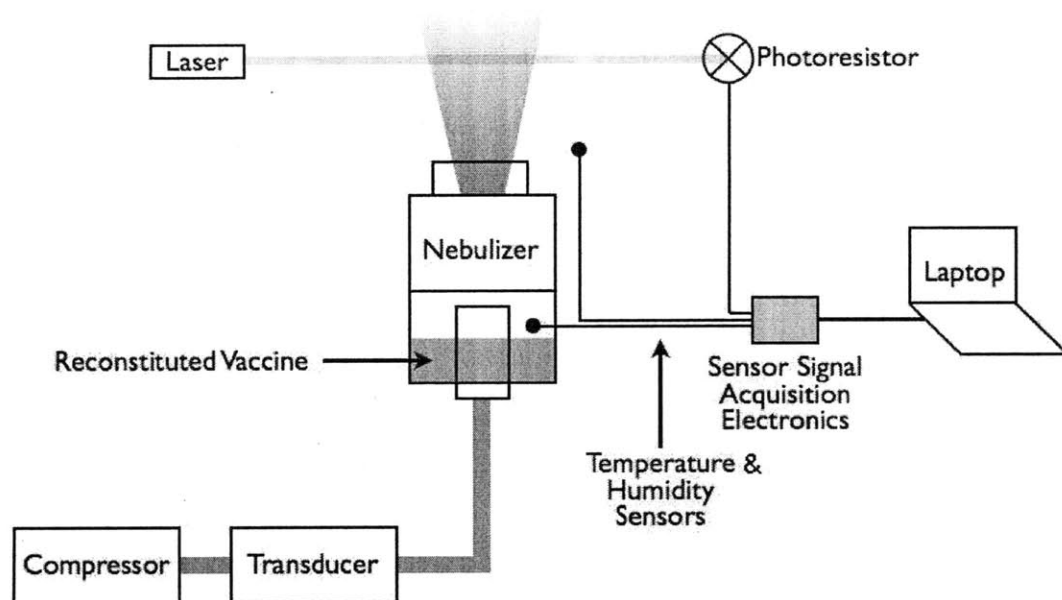 Laser
Photoresistor
Nebulizer
Laptop
Reconstituted Vaccine
Sensor Signal
Acquisition
Electronics
Temperature &
Humidity
Sensors
Compressor
Transducer